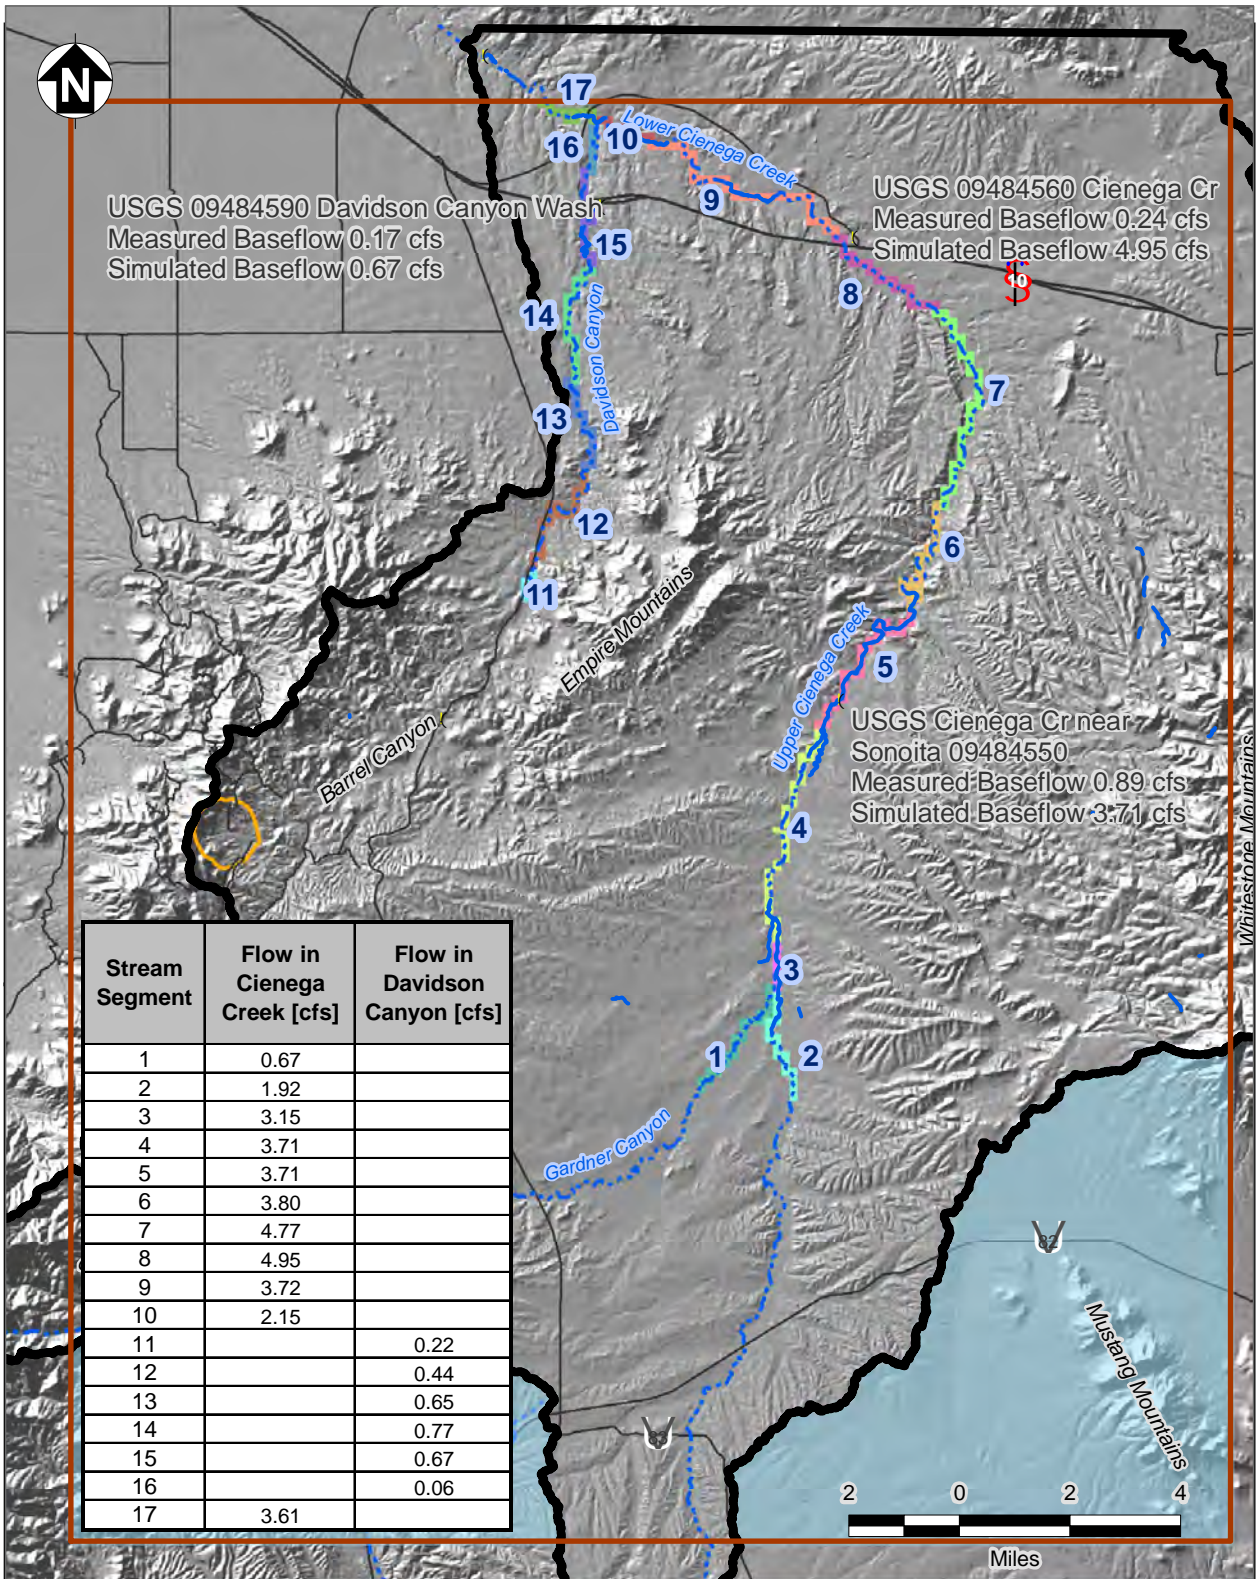 N
17
Lower Cienega Creek
10
16
9
USGS 09484590 Davidson Canyon Wash
Measured Baseflow 0.17 cfs
Simulated Baseflow 0.67 cfs
USGS 09484560 Cienega Cr
Measured Baseflow 0.24 cfs
Simulated Baseflow 4.95 cfs
15
10
8
14
Davidson Canyon
7
13
12
6
11
Empire Mountains
Upper Cienega Creek
5
USGS Cienega Cr near
Sonoita 09484550
Measured Baseflow 0.89 cfs
Simulated Baseflow 3.71 cfs
Barrel Canyon
Whitestone Mountains
4
3
1
2
Gardner Canyon
82
83
Mustang Mountains
Stream Segment | Flow in Cienega Creek [cfs] | Flow in Davidson Canyon [cfs]
1 0.67
2 1.92
3 3.15
4 3.71
5 3.71
6 3.80
7 4.77
8 4.95
9 3.72
10 2.15
11 0.22
12 0.44
13 0.65
14 0.77
15 0.67
16 0.06
17 3.61
2 0 2 4
Miles